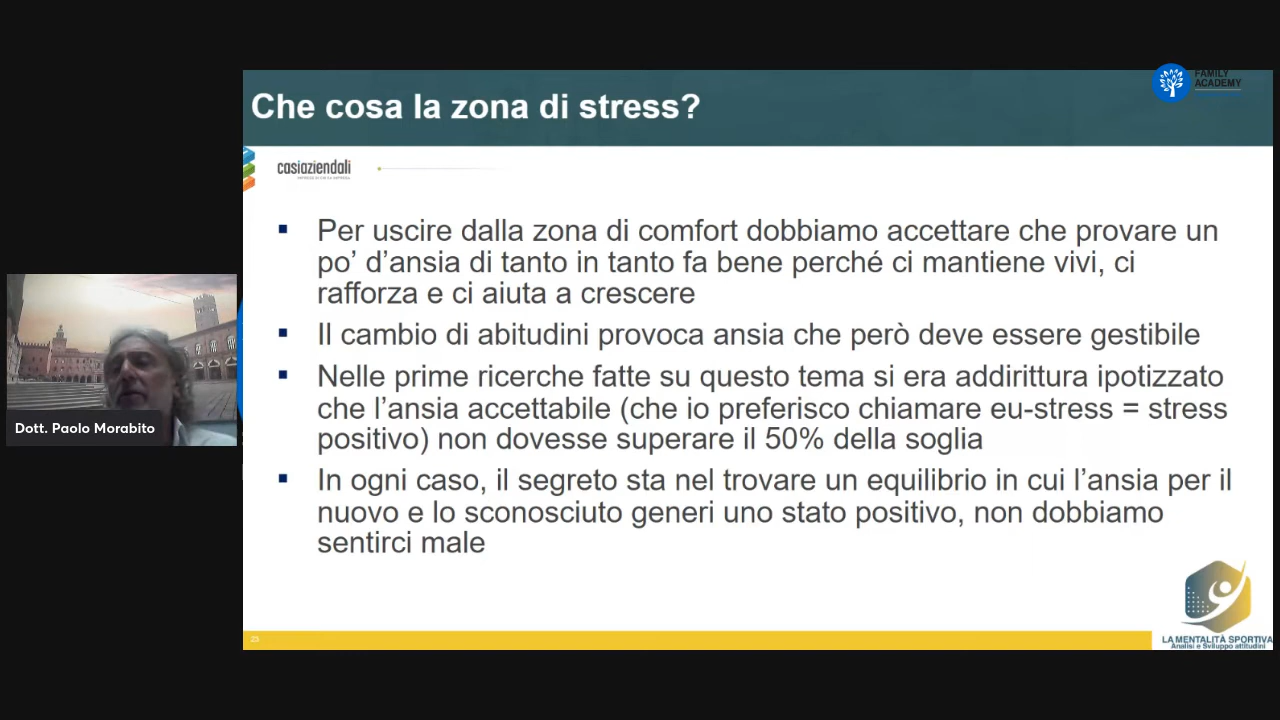 FAMILY
ACADEMY
Che cosa la zona di stress?
casiaziendali
Per uscire dalla zona di comfort dobbiamo accettare che provare un
po’ d’ansia di tanto in tanto fa bene perché ci mantiene vivi, ci
rafforza e ci aiuta a crescere
Il cambio di abitudini provoca ansia che però deve essere gestibile
Nelle prime ricerche fatte su questo tema si era addirittura ipotizzato
che l’ansia accettabile (che io preferisco chiamare eu-stress = stress
positivo) non dovesse superare il 50% della soglia
In ogni caso, il segreto sta nel trovare un equilibrio in cui l’ansia per il
nuovo e lo sconosciuto generi uno stato positivo, non dobbiamo
sentirci male
Dott. Paolo Morabito
23
LA MENTALITÀ SPORTIVA
Analisi e Sviluppo attitudini